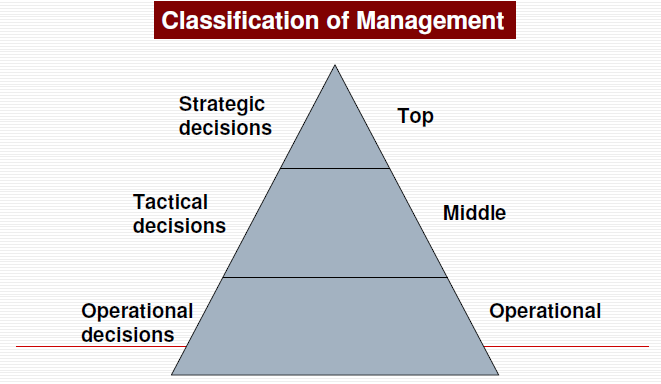 Classification of Management
Strategic
decisions
Top
Tactical
decisions
Middle
Operational
decisions
Operational